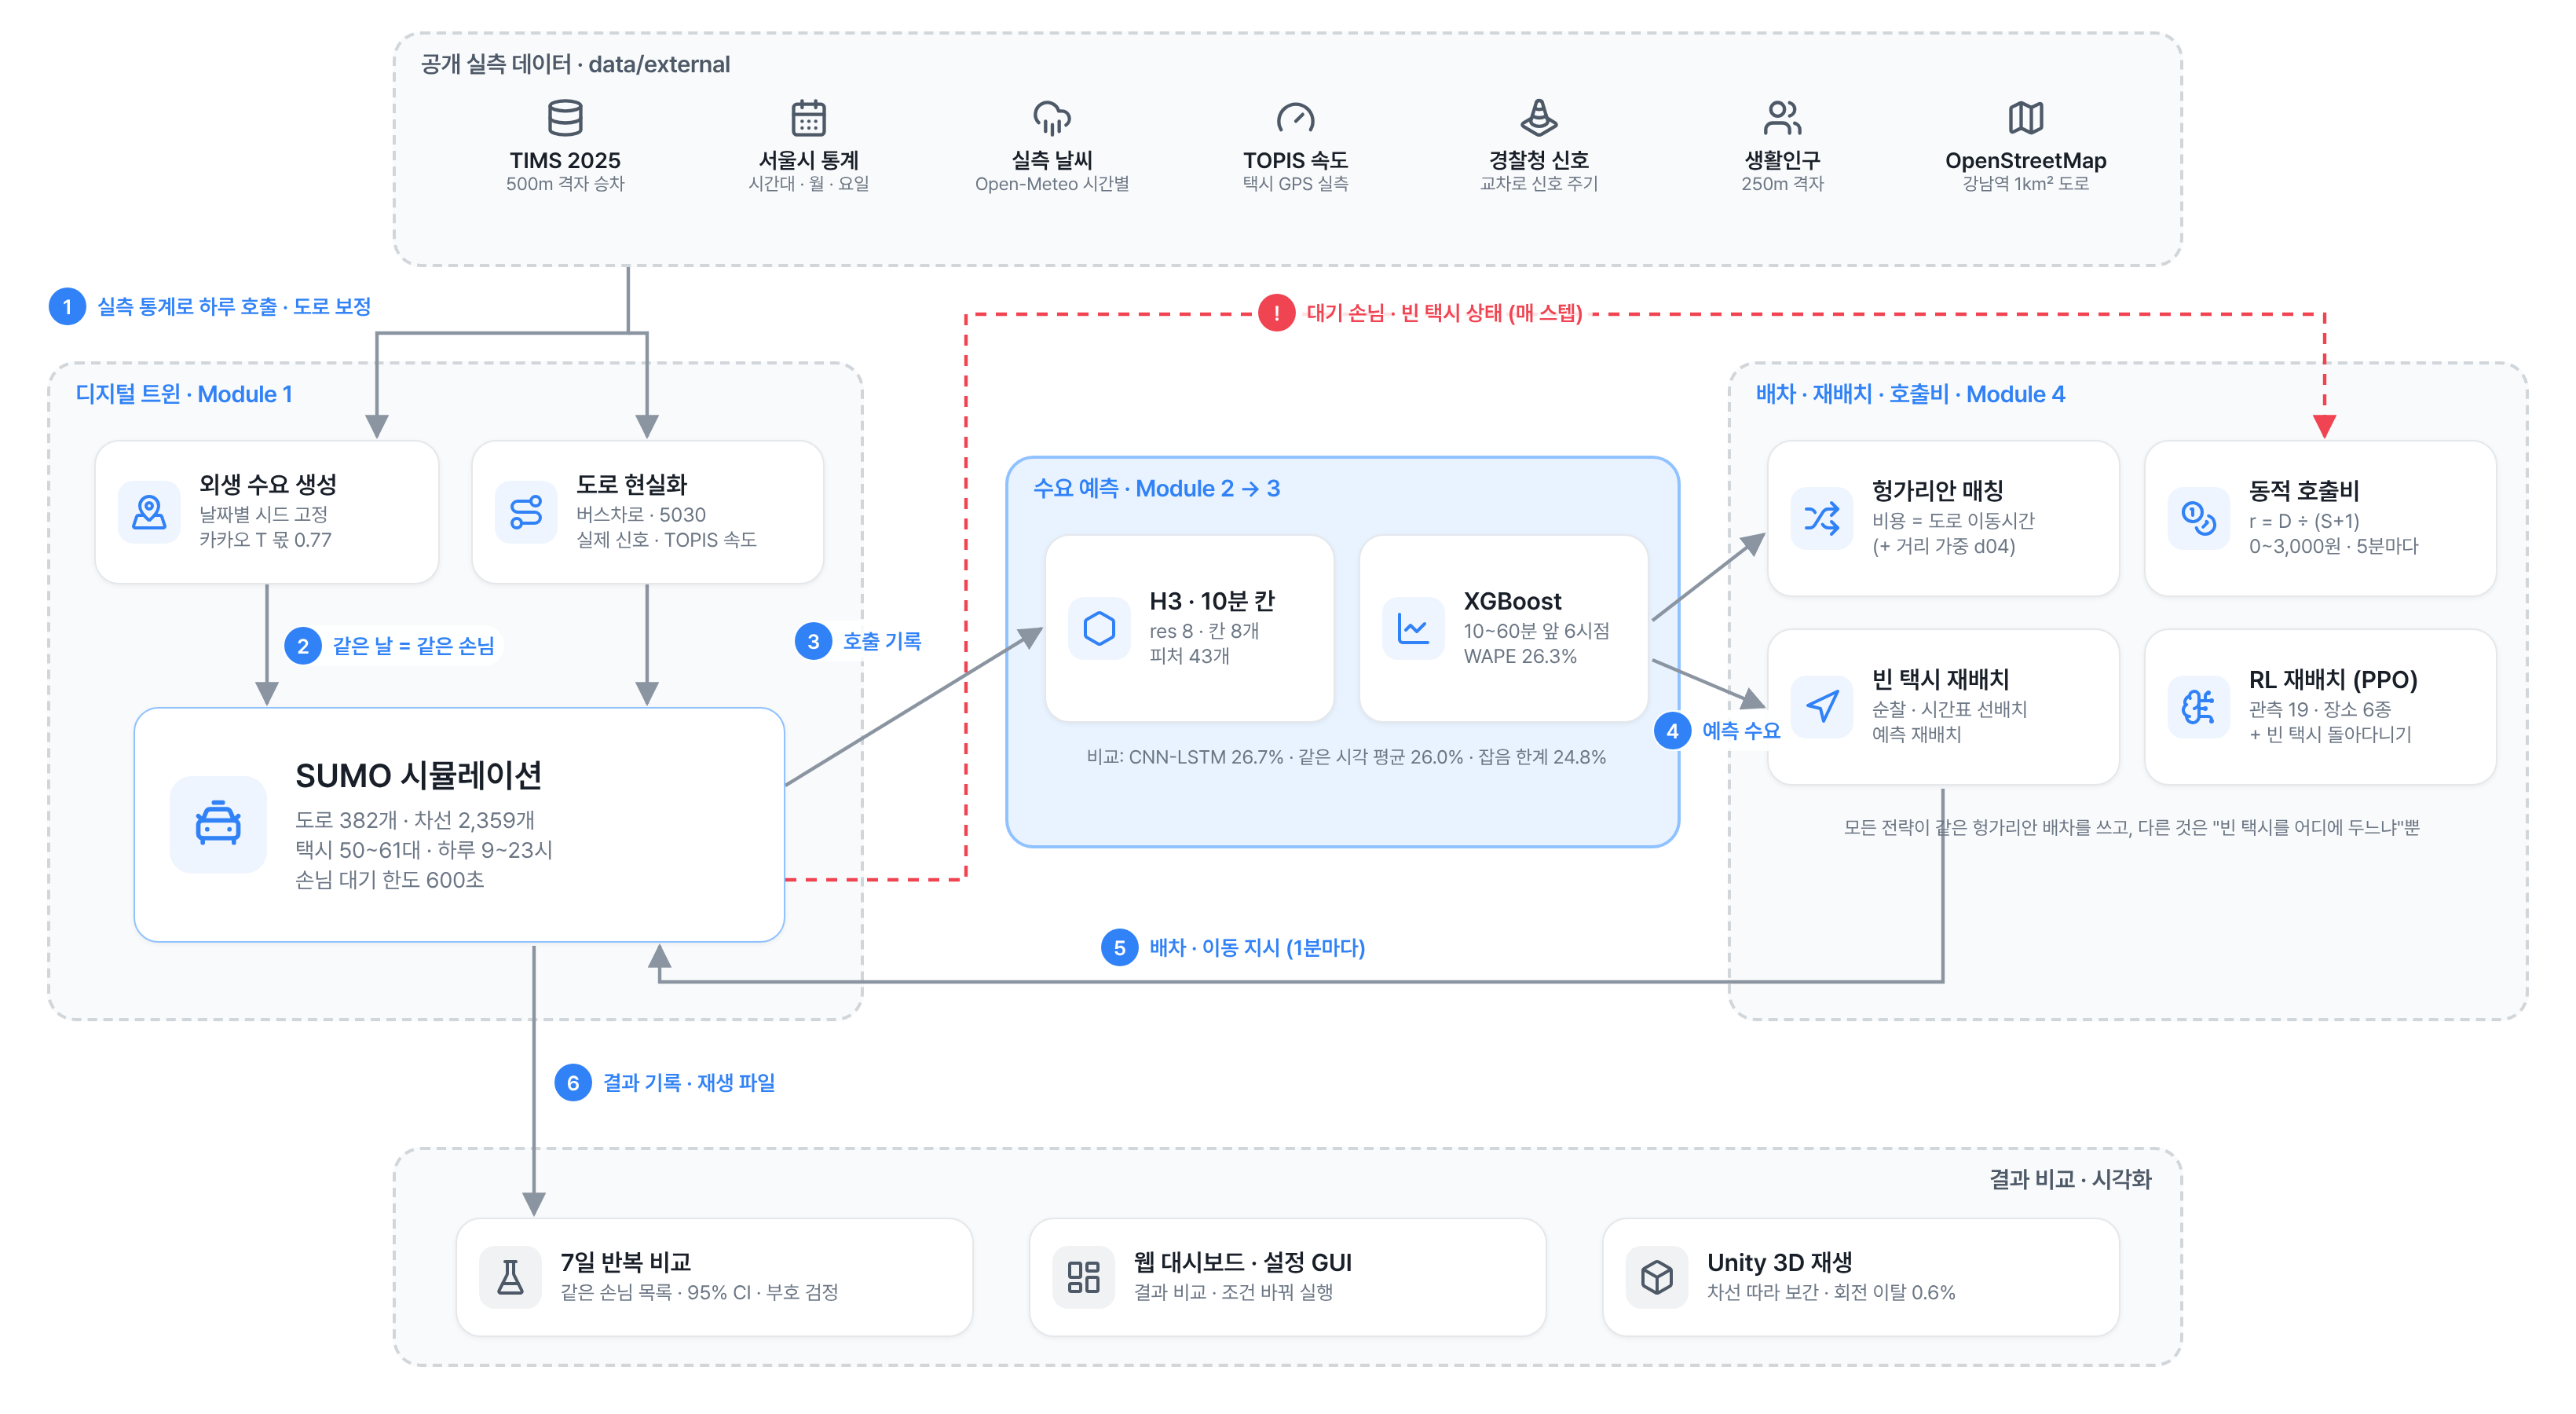 공개 실측 데이터 · data/external
TIMS 2025
500m 격자 승차
서울시 통계
시간대 · 월 · 요일
실측 날씨
Open-Meteo 시간별
TOPIS 속도
택시 GPS 실측
경찰청 신호
교차로 신호 주기
생활인구
250m 격자
OpenStreetMap
강남역 1km² 도로
1 실측 통계로 하루 호출 · 도로 보정
! 대기 손님 · 빈 택시 상태 (매 스텝)
디지털 트윈 · Module 1
외생 수요 생성
날짜별 시드 고정
카카오 T 몫 0.77
도로 현실화
버스차로 · 5030
실제 신호 · TOPIS 속도
2 같은 날 = 같은 손님
3 호출 기록
SUMO 시뮬레이션
도로 382개 · 차선 2,359개
택시 50~61대 · 하루 9~23시
손님 대기 한도 600초
수요 예측 · Module 2 → 3
H3 · 10분 칸
res 8 · 칸 8개
피처 43개
XGBoost
10~60분 앞 6시점
WAPE 26.3%
비교: CNN-LSTM 26.7% · 같은 시각 평균 26.0% · 잡음 한계 24.8%
4 예측 수요
배차 · 재배치 · 호출비 · Module 4
헝가리안 매칭
비용 = 도로 이동시간
(+ 거리 가중 d04)
동적 호출비
r = D ÷ (S+1)
0~3,000원 · 5분마다
빈 택시 재배치
순찰 · 시간표 선배치
예측 재배치
RL 재배치 (PPO)
관측 19 · 장소 6종
+ 빈 택시 돌아다니기
모든 전략이 같은 헝가리안 배차를 쓰고, 다른 것은 "빈 택시를 어디에 두느냐"뿐
5 배차 · 이동 지시 (1분마다)
6 결과 기록 · 재생 파일
결과 비교 · 시각화
7일 반복 비교
같은 손님 목록 · 95% CI · 부호 검정
웹 대시보드 · 설정 GUI
결과 비교 · 조건 바꿔 실행
Unity 3D 재생
차선 따라 보간 · 회전 이탈 0.6%